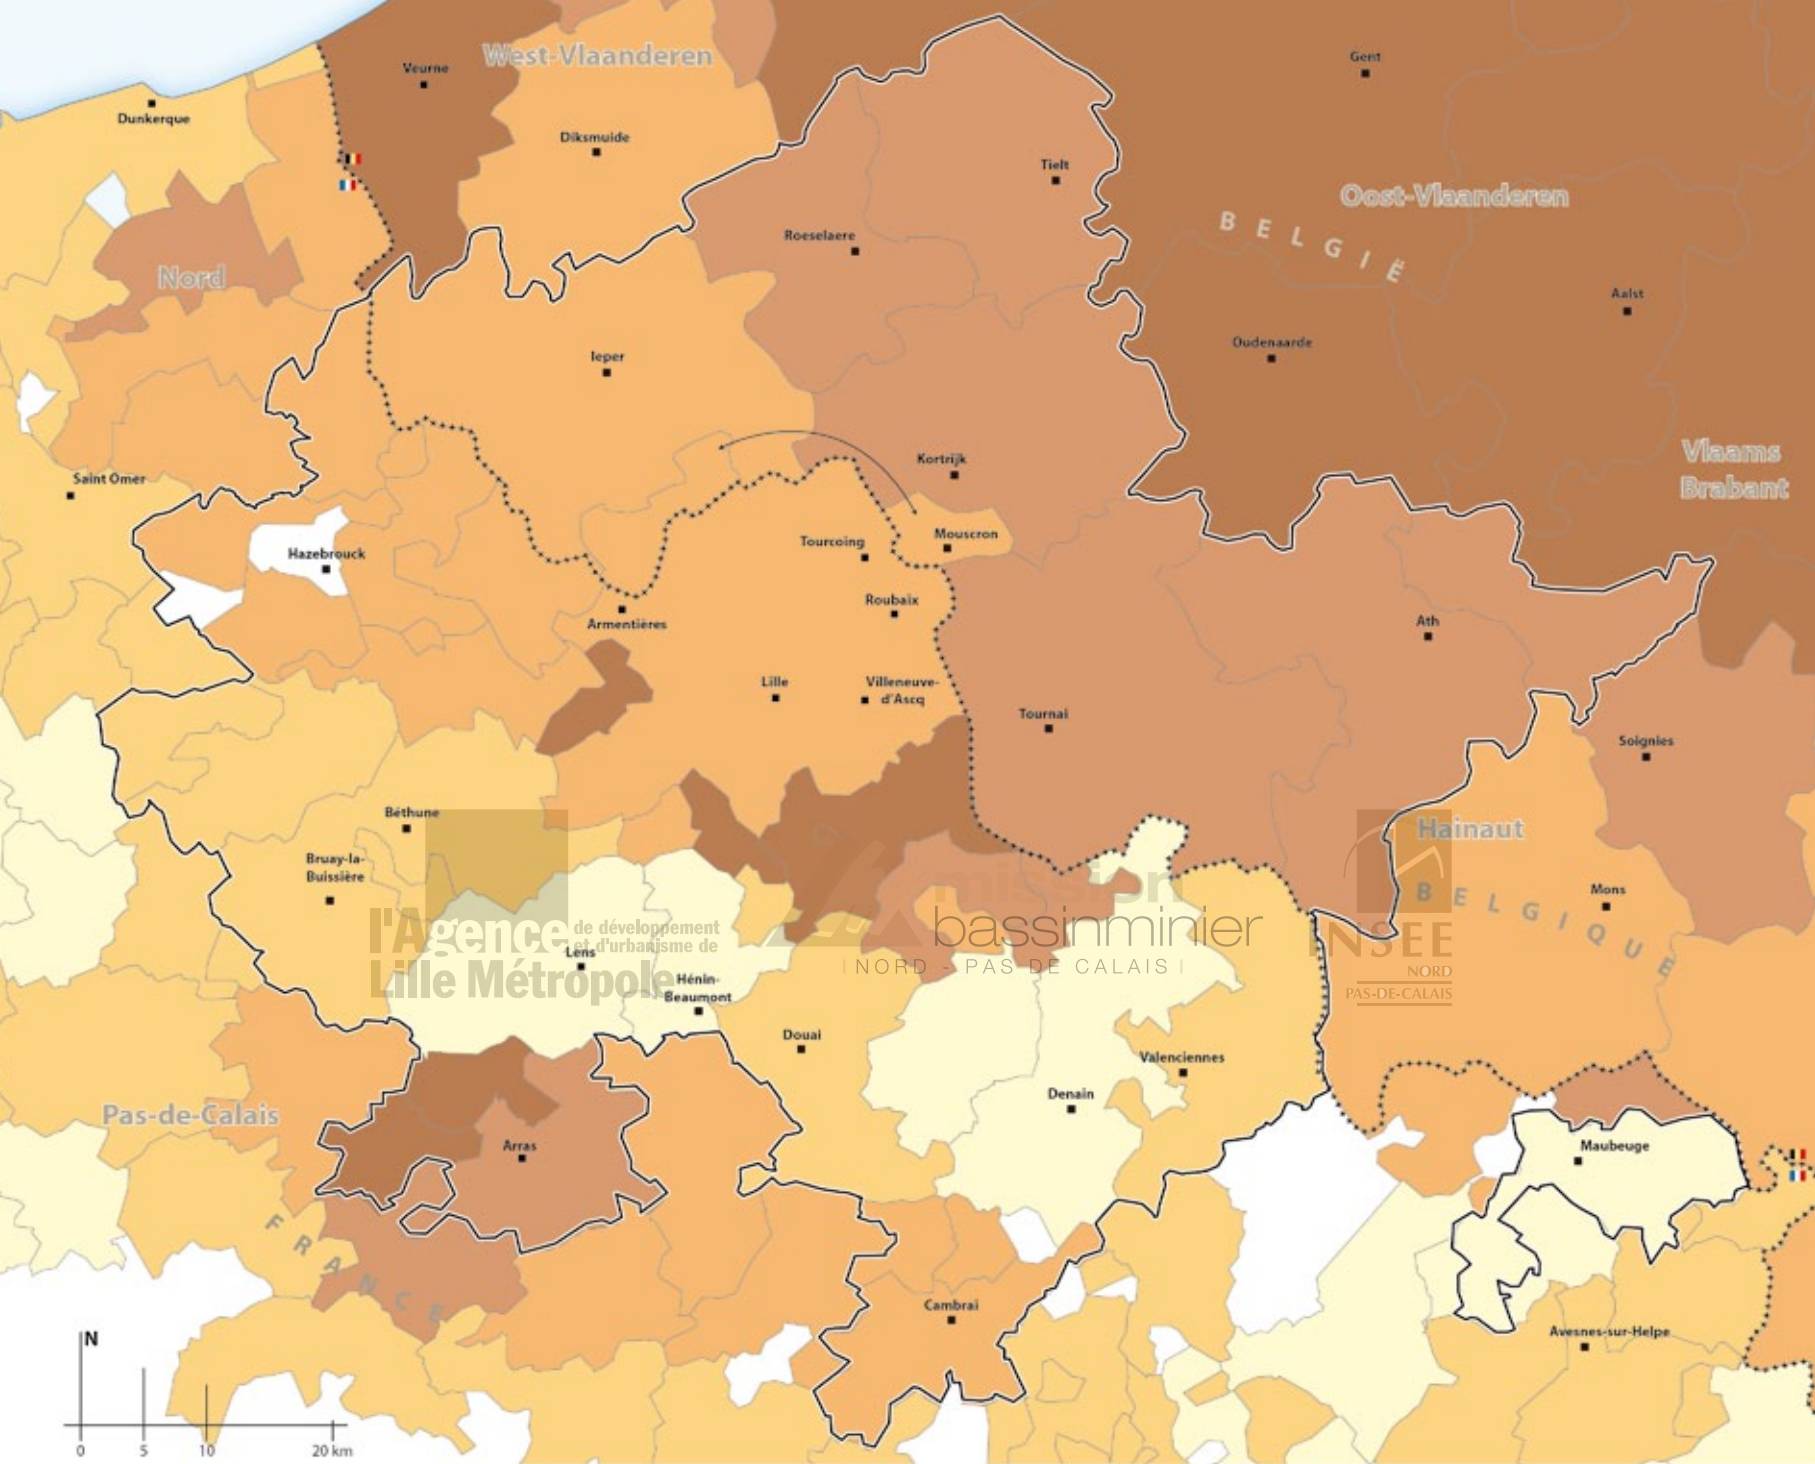 Veurne
West-Vlaanderen
Gent
Dunkerque
Diksmuide
Tielt
Oost-Vlaanderen
BELGIË
Roeselaere
Nord
Aalst
Oudenaarde
Ieper
Vlaams
Brabant
Kortrijk
Saint Omer
Hazebrouck
Tourcoing
Mouscron
Roubaix
Armentières
Ath
Lille
Villeneuve-
d'Ascq
Tournai
Soignies
Béthune
Hainaut
Bruay-la-
Buissière
Mons
BELGIQUE
l'Agence de développement
et d'urbanisme de
Lille Métropole
mission
bassinminier
NORD - PAS DE CALAIS
INSEE
NORD
PAS-DE-CALAIS
Lens
Hénin-
Beaumont
Douai
Valenciennes
Denain
Pas-de-Calais
Arras
Maubeuge
FRANCE
Cambrai
Avesnes-sur-Helpe
N
0 5 10 20 km